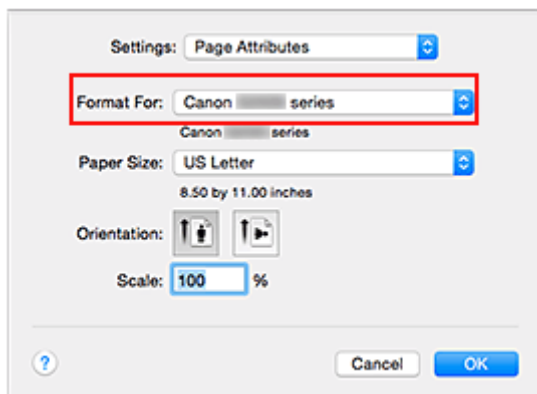 Settings: Page Attributes
Format For: Canon series
Canon series
Paper Size: US Letter
8.50 by 11.00 inches
Orientation:
Scale: 100 %
? Cancel OK